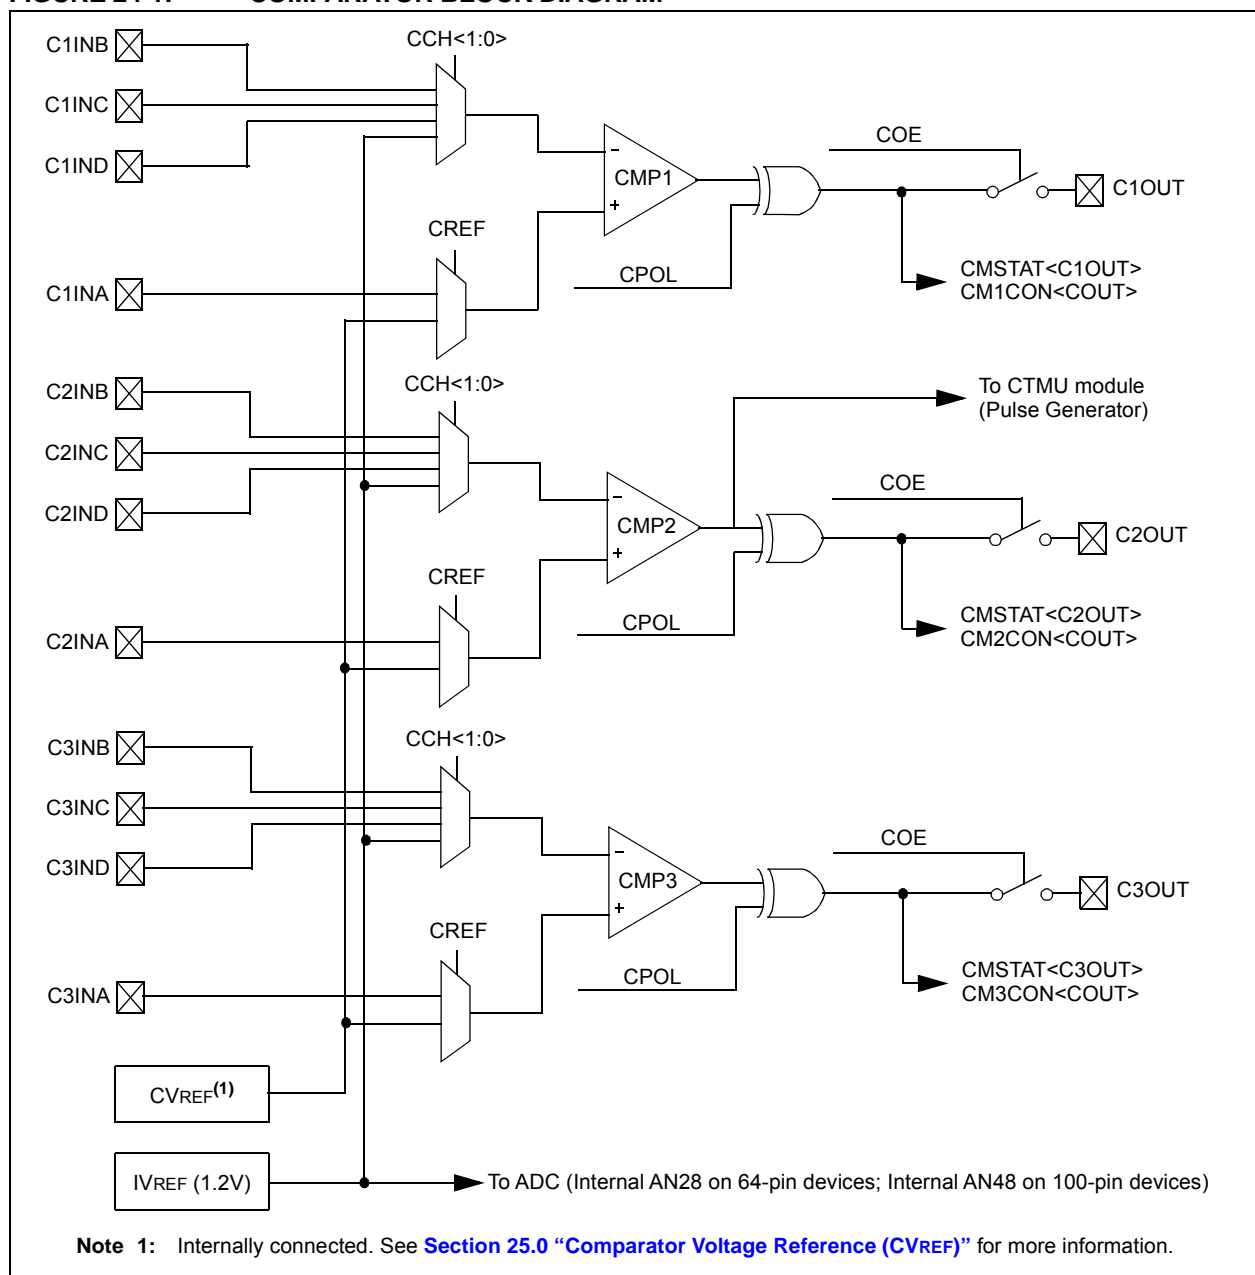 C1INB
CCH<1:0>
C1INC
C1IND
COE
CMP1
-
+
C1OUT
CREF
CPOL
C1INA
CMSTAT<C1OUT>
CM1CON<COUT>
C2INB
CCH<1:0>
To CTMU module
(Pulse Generator)
C2INC
C2IND
COE
CMP2
-
+
C2OUT
CREF
CPOL
C2INA
CMSTAT<C2OUT>
CM2CON<COUT>
C3INB
CCH<1:0>
C3INC
C3IND
COE
CMP3
-
+
C3OUT
CREF
CPOL
C3INA
CMSTAT<C3OUT>
CM3CON<COUT>
CVREF(1)
IVREF (1.2V)
To ADC (Internal AN28 on 64-pin devices; Internal AN48 on 100-pin devices)
Note 1: Internally connected. See Section 25.0 “Comparator Voltage Reference (CVREF)” for more information.